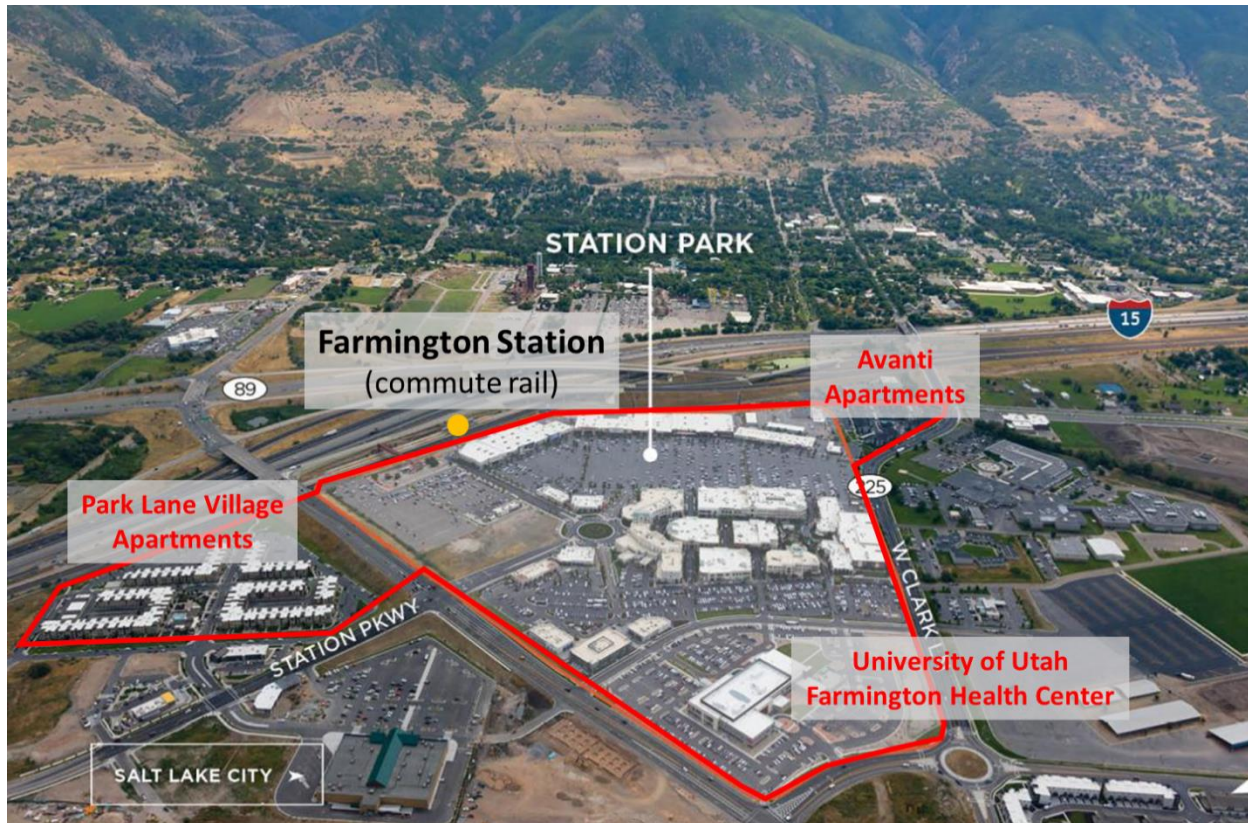 STATION PARK
15
Farmington Station
(commute rail)
Avanti
Apartments
89
Park Lane Village
Apartments
225
W CLARK L
STATION PKWY
University of Utah
Farmington Health Center
SALT LAKE CITY